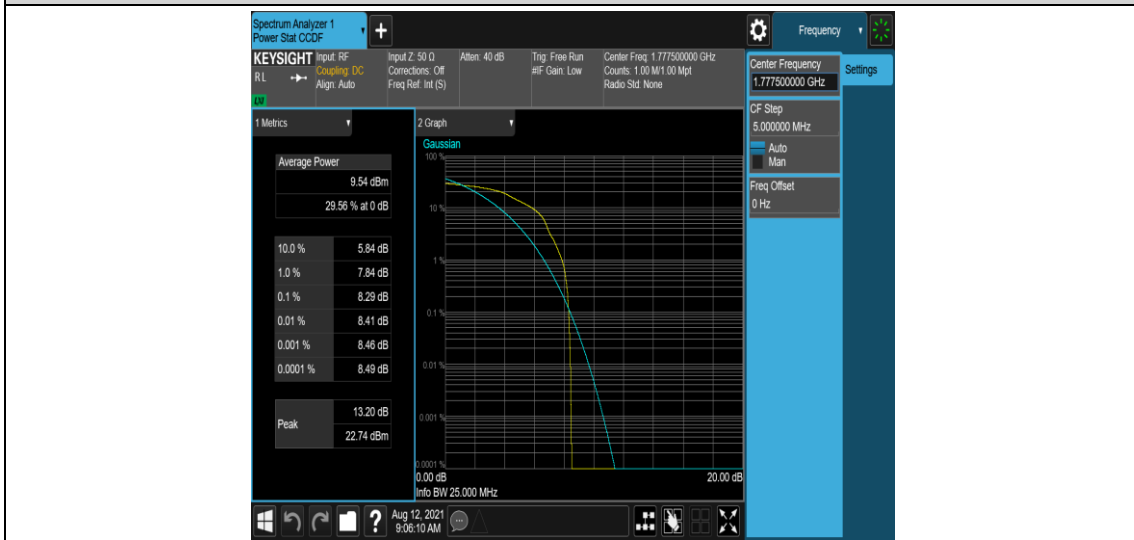 Spectrum Analyzer 1
Power Stat CCDF
+
Frequency
KEYSIGHT
RL
LXI
Input: RF
Coupling: DC
Align: Auto
Input Z: 50 Ω
Corrections: Off
Freq Ref: Int (S)
Atten: 40 dB
Trig: Free Run
#IF Gain: Low
Center Freq: 1.777500000 GHz
Counts: 1.00 M/1.00 Mpt
Radio Std: None
Center Frequency
1.777500000 GHz
Settings
CF Step
5.000000 MHz
Auto
Man
Freq Offset
0 Hz
1 Metrics
Average Power
9.54 dBm
29.56 % at 0 dB
10.0 % 5.84 dB
1.0 % 7.84 dB
0.1 % 8.29 dB
0.01 % 8.41 dB
0.001 % 8.46 dB
0.0001 % 8.49 dB
Peak
13.20 dB
22.74 dBm
2 Graph
Gaussian
100 %
10 %
1 %
0.1 %
0.01 %
0.001 %
0.0001 %
0.00 dB 20.00 dB
Info BW 25.000 MHz
?
Aug 12, 2021
9:06:10 AM